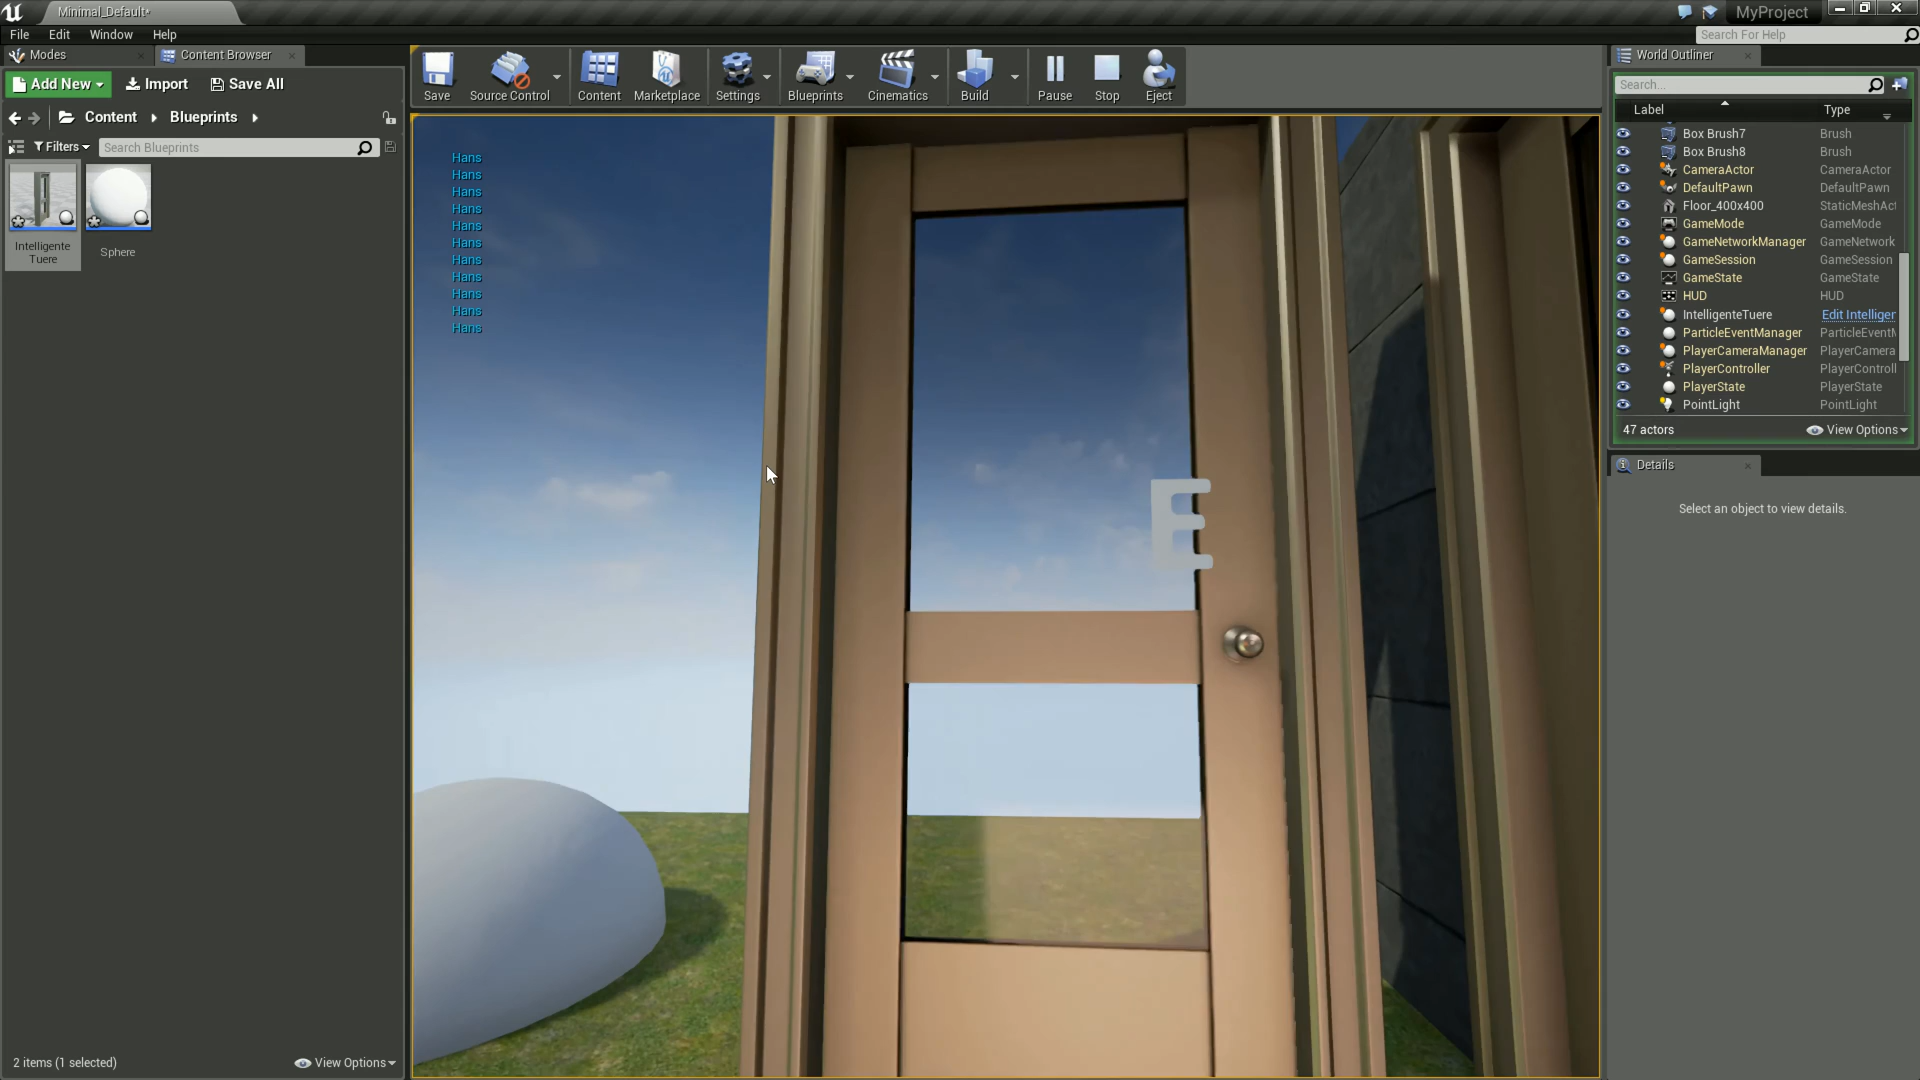 Minimal_Default*
MyProject
File Edit Window Help
Search For Help
Modes
Content Browser
Add New
Import
Save All
Content
Blueprints
Filters
Search Blueprints
Intelligente
Tuere
Sphere
2 items (1 selected)
View Options
Save
Source Control
Content
Marketplace
Settings
Blueprints
Cinematics
Build
Pause
Stop
Eject
Hans
Hans
Hans
Hans
Hans
Hans
Hans
Hans
Hans
Hans
Hans
E
World Outliner
Search...
Label Type
Box Brush7 Brush
Box Brush8 Brush
CameraActor CameraActor
DefaultPawn DefaultPawn
Floor_400x400 StaticMeshAct
GameMode GameMode
GameNetworkManager GameNetwork
GameSession GameSession
GameState GameState
HUD HUD
IntelligenteTuere Edit Intelliger
ParticleEventManager ParticleEventM
PlayerCameraManager PlayerCamera
PlayerController PlayerControll
PlayerState PlayerState
PointLight PointLight
47 actors
View Options
Details
Select an object to view details.